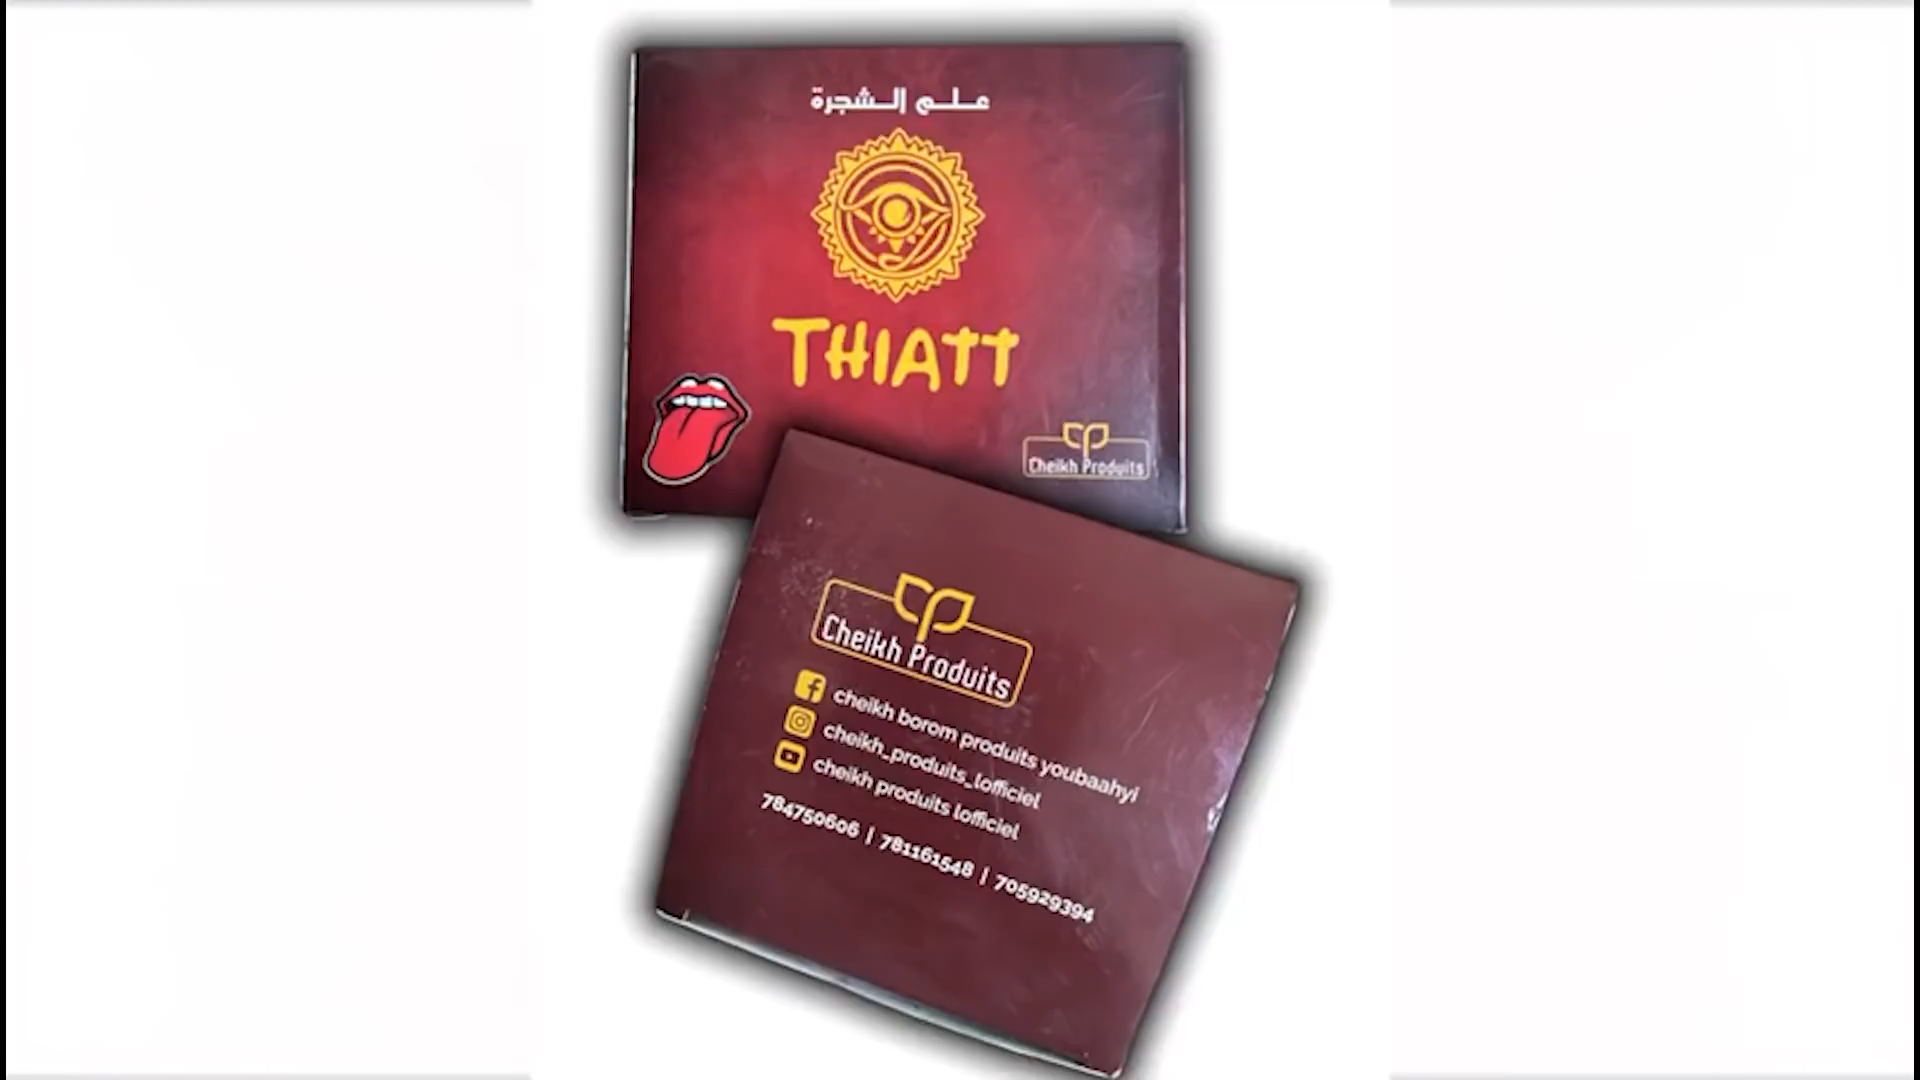 علم الشجرة
THIATT
Cheikh Produits
Cheikh Produits
cheikh borom produits youbaahyi
cheikh_produits_lofficiel
cheikh produits lofficiel
784750606 | 781161548 | 705929394